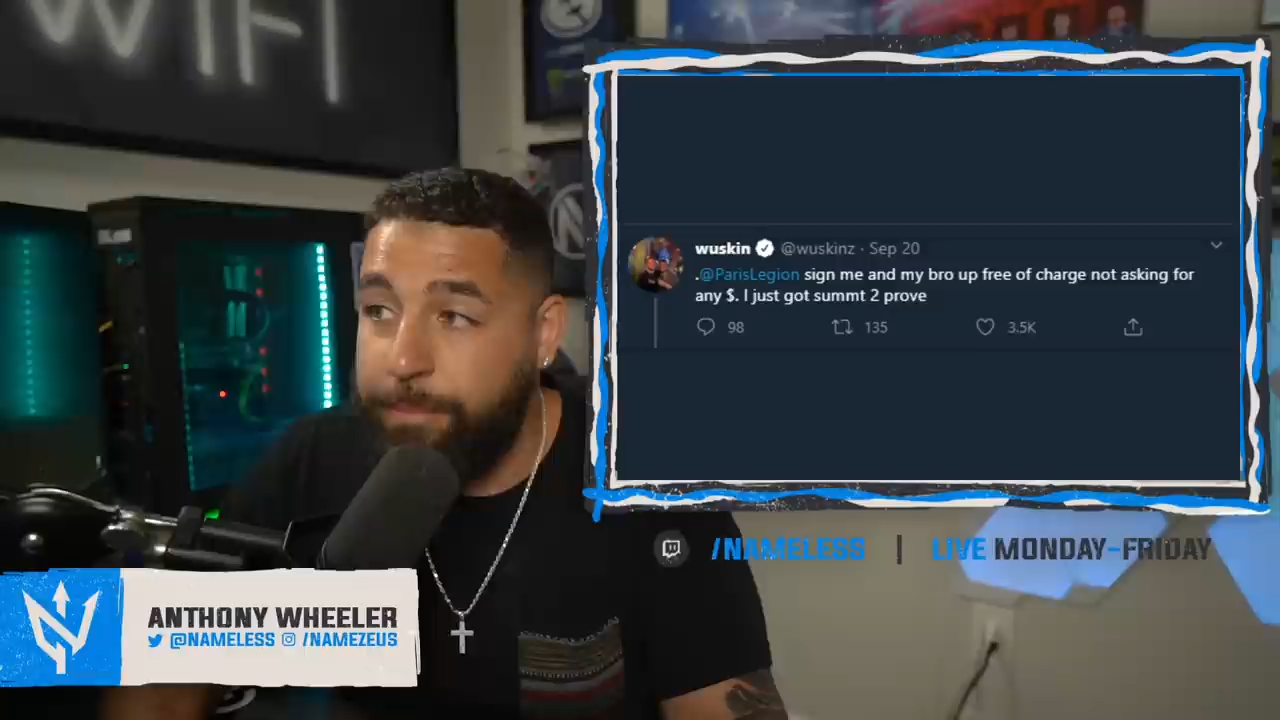 WIFI
wuskin @wuskinz · Sep 20
.@ParisLegion sign me and my bro up free of charge not asking for
any $. I just got summt 2 prove
98 135 3.5K
/NAMELESS | LIVE MONDAY-FRIDAY
ANTHONY WHEELER
@NAMELESS /NAMEZEUS